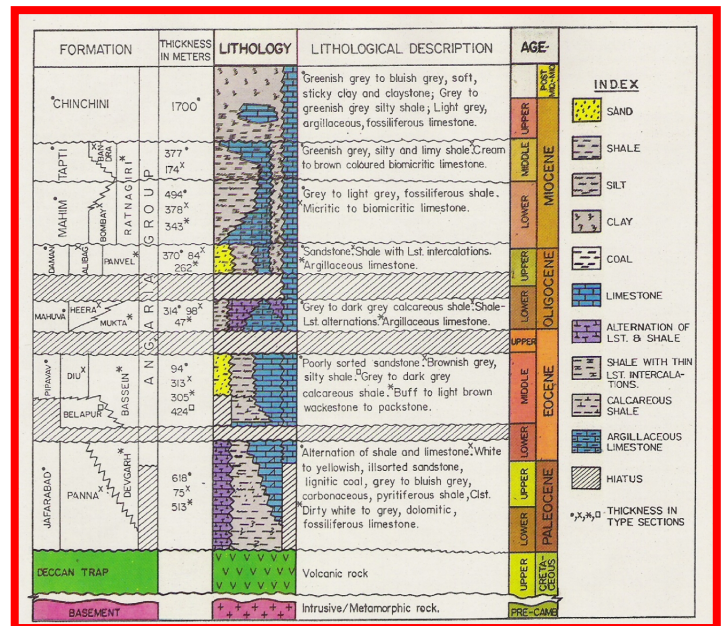 FORMATION
THICKNESS
IN METERS
LITHOLOGY
LITHOLOGICAL DESCRIPTION
AGE
CHINCHINI
1700
Greenish grey to bluish grey, soft,
sticky clay and claystone; Grey to
greenish grey silty shale; Light grey,
argillaceous, fossiliferous limestone.
POST
MID-MIO
UPPER
TAPTI
BAN-
DRA
RATNAGIRI
377
174
Greenish grey, silty and limy shale. Cream
to brown coloured biomicritic limestone.
MIDDLE
MIOCENE
MAHIM
BOMBAY
494
378
343
Grey to light grey, fossiliferous shale.
Micritic to biomicritic limestone.
LOWER
ANGARIA GROUP
DAMAN
ALIBAG
PANVEL
370 84
262
Sandstone. Shale with Lst. intercalations.
Argillaceous limestone.
UPPER
OLIGOCENE
MAHUVA
HEERA
MUKTA
314 98
47
Grey to dark grey calcareous shale. Shale-
Lst. alternations. Argillaceous limestone.
LOWER
UPPER
PIPAVAV
DIU
BELAPUR
BASSEIN
94
313
305
424
Poorly sorted sandstone. Brownish grey,
silty shale. Grey to dark grey
calcareous shale. Buff to light brown
wackestone to packstone.
MIDDLE
EOCENE
LOWER
JAFARABAD
PANNA
DEVGARH
618
75
513
Alternation of shale and limestone. White
to yellowish, illsorted sandstone,
lignitic coal, grey to bluish grey,
carbonaceous, pyritiferous shale, Clst.
Dirty white to grey, dolomitic,
fossiliferous limestone.
UPPER
LOWER
PALEOCENE
DECCAN TRAP
Volcanic rock
UPPER
CRETA-
CEOUS
BASEMENT
Intrusive/Metamorphic rock.
PRE-CAMB
INDEX
SAND
SHALE
SILT
CLAY
COAL
LIMESTONE
ALTERNATION OF
LST. & SHALE
SHALE WITH THIN
LST. INTERCALA-
TIONS.
CALCAREOUS
SHALE
ARGILLACEOUS
LIMESTONE
HIATUS
•,x,*,□ THICKNESS IN
TYPE SECTIONS